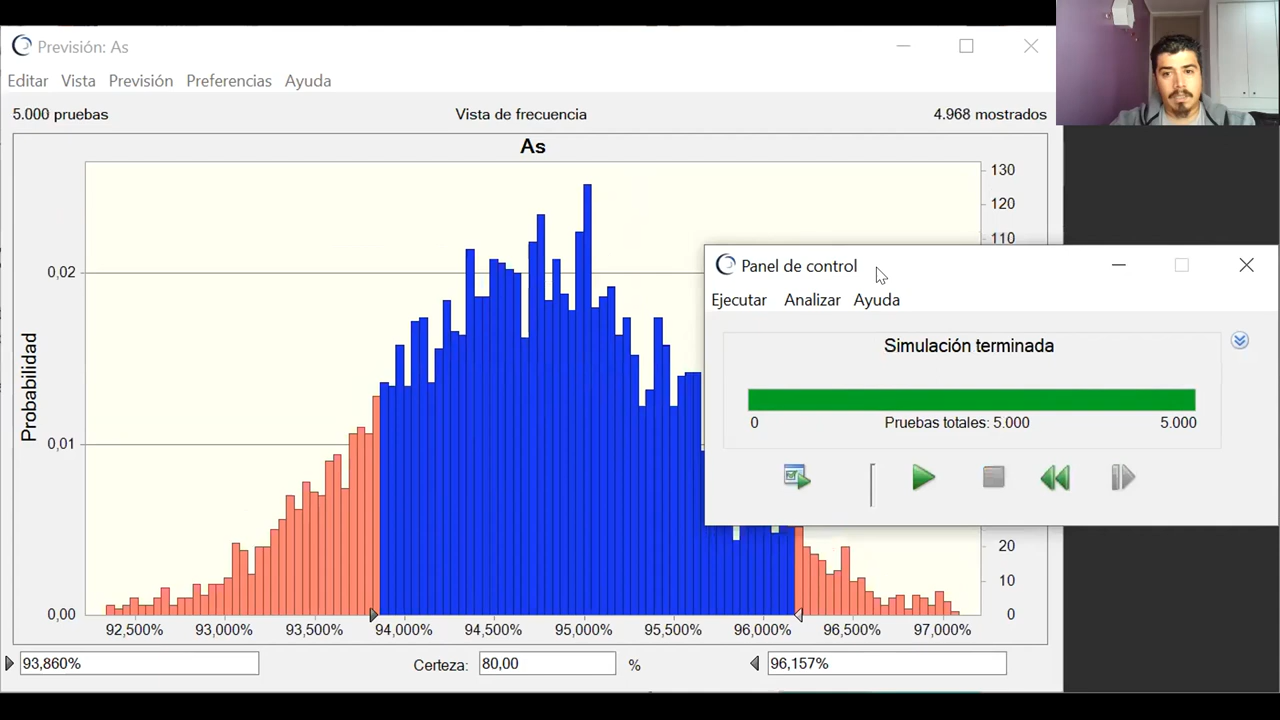 Previsión: As
Editar Vista Previsión Preferencias Ayuda
5.000 pruebas Vista de frecuencia 4.968 mostrados
As
Probabilidad
0,02
0,01
0,00
130
120
110
20
10
0
92,500% 93,000% 93,500% 94,000% 94,500% 95,000% 95,500% 96,000% 96,500% 97,000%
93,860% Certeza: 80,00 % 96,157%
Panel de control
Ejecutar Analizar Ayuda
Simulación terminada
0 Pruebas totales: 5.000 5.000